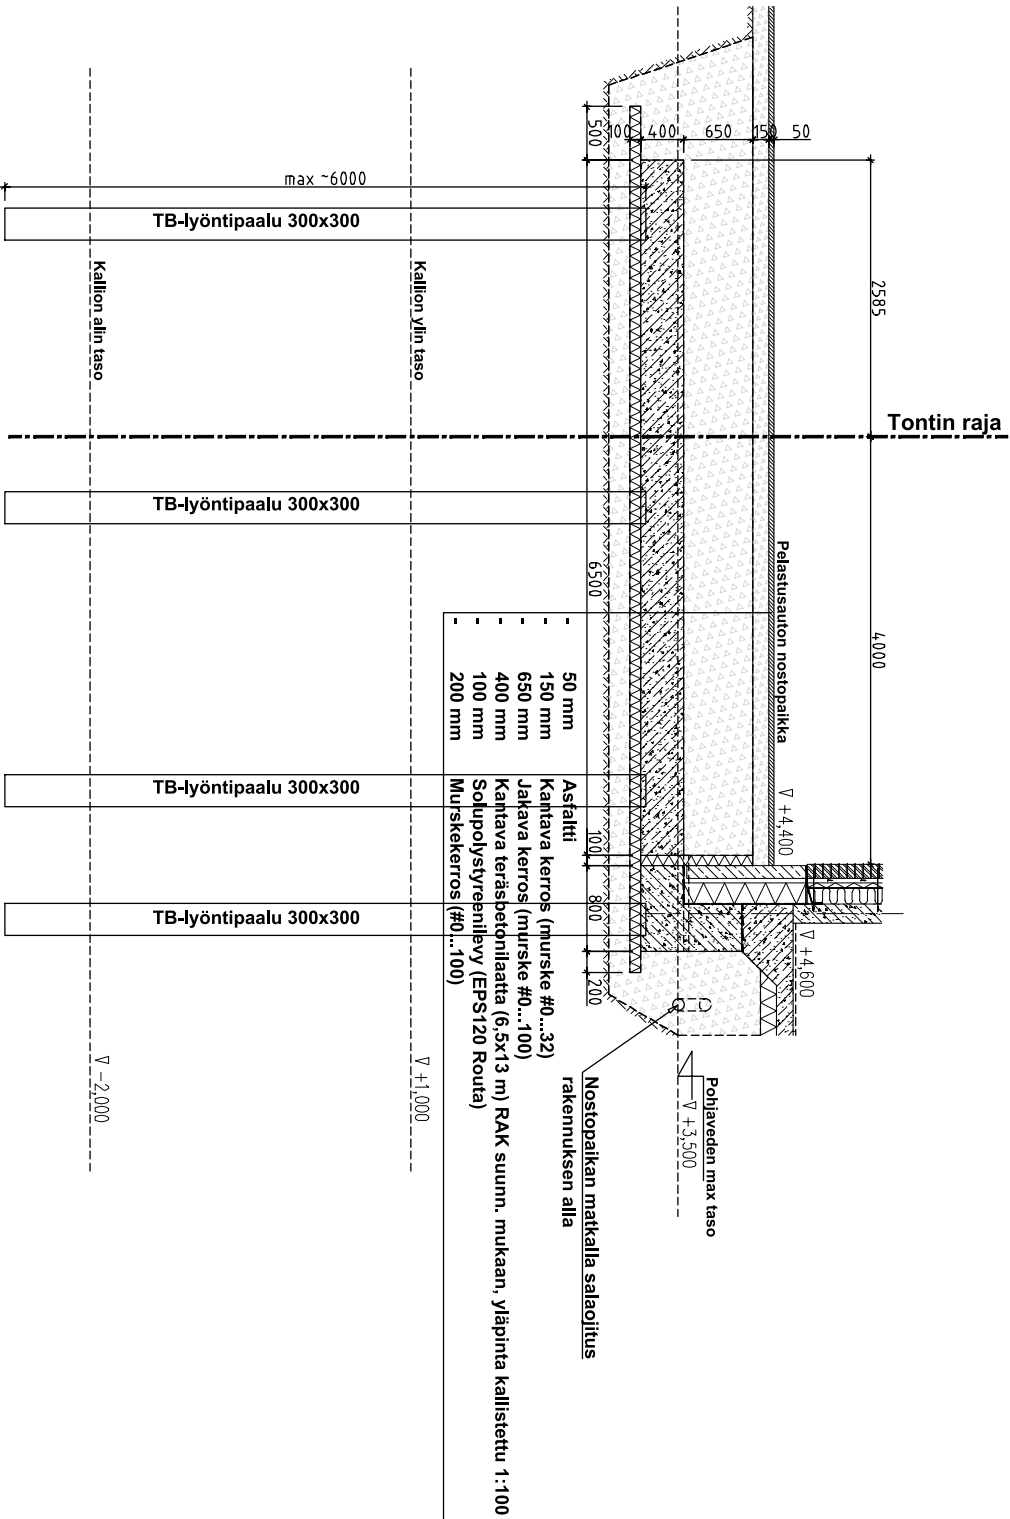 Tontin raja
2585
4000
50
150
650
400
100
500
6500
100
800
200
Pelastusauton nostopaikka
∇ +4,400
∇ +4,600
Pohjaveden max taso
∇ +3,500
Nostopaikan matkalla salaojitus
rakennuksen alla
- 50 mm Asfaltti
- 150 mm Kantava kerros (murske #0...32)
- 650 mm Jakava kerros (murske #0...100)
- 400 mm Kantava teräsbetonilaatta (6,5x13 m) RAK suunn. mukaan, yläpinta kallistettu 1:100
- 100 mm Solupolystyreenilevy (EPS120 Routa)
- 200 mm Murskekerros (#0...100)
Kallion ylin taso
∇ +1,000
Kallion alin taso
∇ -2,000
max ~6000
TB-lyöntipaalu 300x300
TB-lyöntipaalu 300x300
TB-lyöntipaalu 300x300
TB-lyöntipaalu 300x300